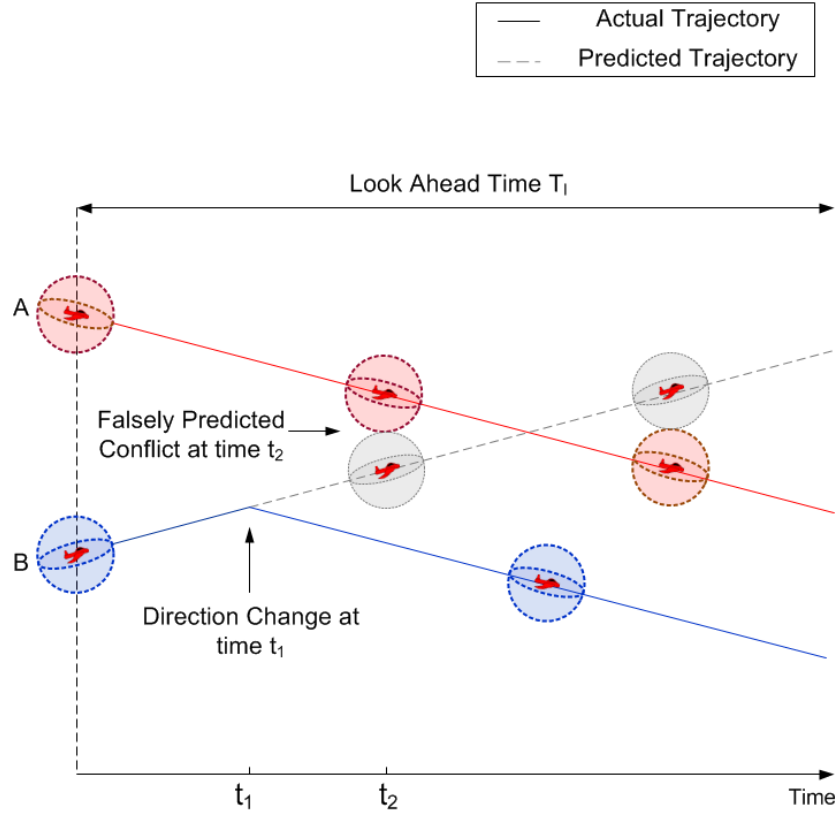 Actual Trajectory
Predicted Trajectory
Look Ahead Time T_l
A
Falsely Predicted
Conflict at time t₂
B
Direction Change at
time t₁
t₁
t₂
Time